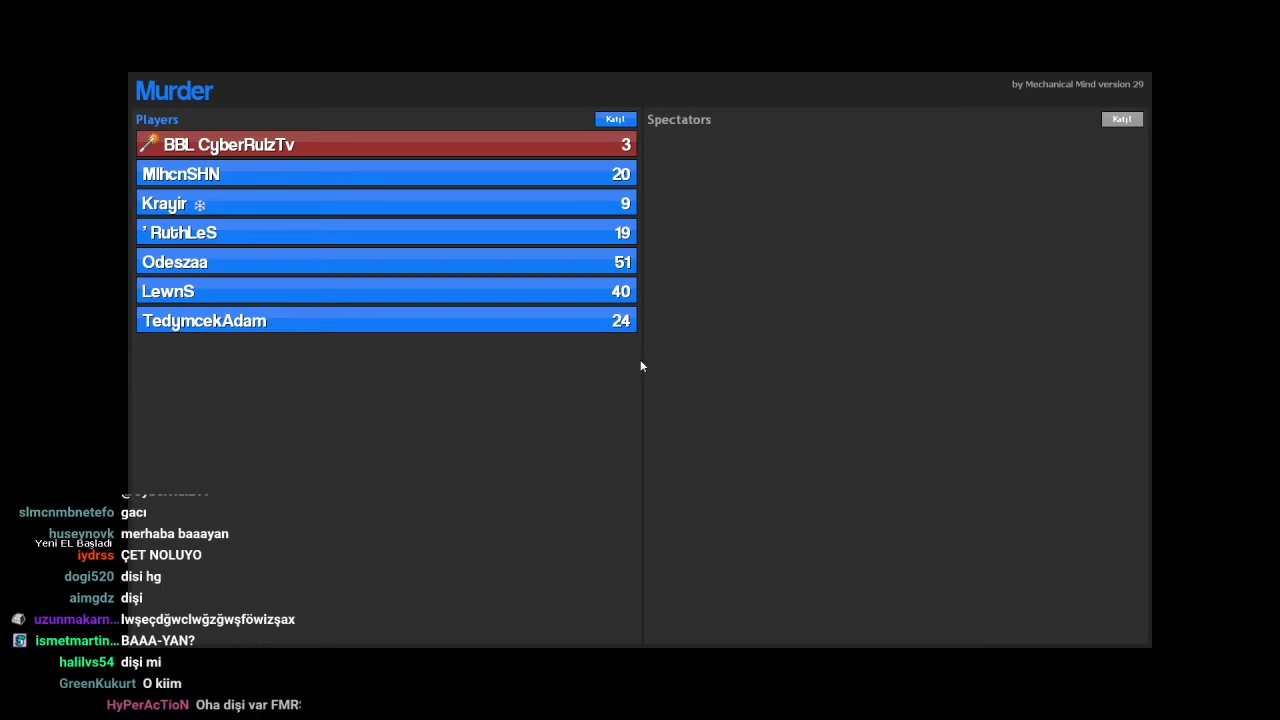 Murder
by Mechanical Mind version 29
Players
Katıl
Spectators
Katıl
BBL CyberRulzTv 3
MlhcnSHN 20
Krayir ❄ 9
' RuthLeS 19
Odeszaa 51
LewnS 40
TedymcekAdam 24
slmcnmbnetefo gacı
huseynovk merhaba baaayan
Yeni EL Başladı
iydrss ÇET NOLUYO
dogi520 disi hg
aimgdz dişi
uzunmakarn... lwşeçdğwclwğzğwşföwizşax
ismetmartin... BAAA-YAN?
halilvs54 dişi mi
GreenKukurt O kiim
HyPerAcTioN Oha dişi var FMR